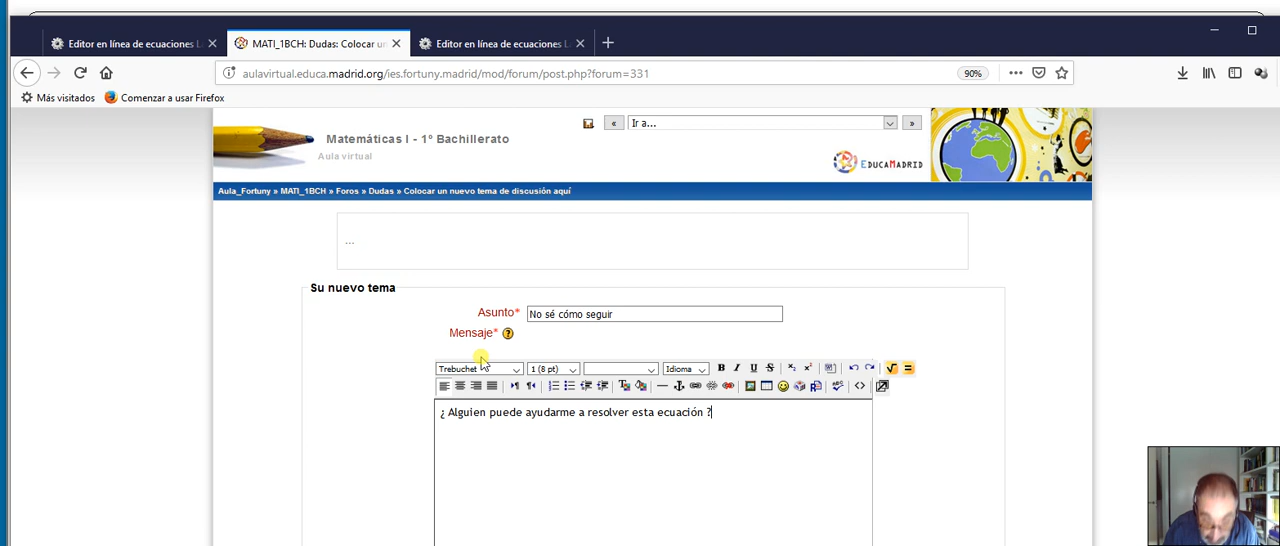 Editor en línea de ecuaciones L
MATI_1BCH: Dudas: Colocar un
Editor en línea de ecuaciones L
aulavirtual.educa.madrid.org/ies.fortuny.madrid/mod/forum/post.php?forum=331
90%
Más visitados
Comenzar a usar Firefox
Matemáticas I - 1º Bachillerato
Aula virtual
Ir a...
EDUCAMADRID
Aula_Fortuny » MATI_1BCH » Foros » Dudas » Colocar un nuevo tema de discusión aquí
...
Su nuevo tema
Asunto* No sé cómo seguir
Mensaje*
Trebuchet 1 (8 pt) Idioma B I U S
¿ Alguien puede ayudarme a resolver esta ecuación ?